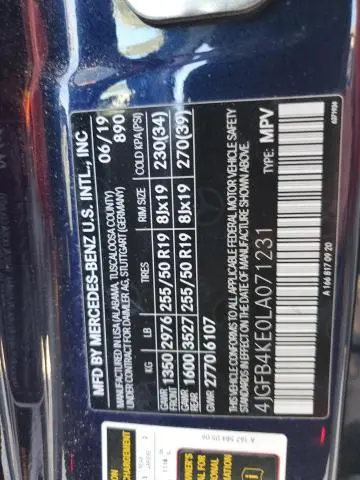 MFG BY MERCEDES-BENZ U.S. INTL., INC 06/19
MANUFACTURED IN USA (ALABAMA, TUSCALOOSA COUNTY) 890
UNDER CONTRACT FOR DAIMLER AG, STUTTGART (GERMANY)
KG LB TIRES RIM SIZE COLD KPA(PSI)
GAWR FRONT 1350 2976 255/50 R19 8Jx19 230(34)
GAWR REAR 1600 3527 255/50 R19 8Jx19 270(39)
GVWR 2770 6107
THIS VEHICLE CONFORMS TO ALL APPLICABLE FEDERAL MOTOR VEHICLE SAFETY
STANDARDS IN EFFECT ON THE DATE OF MANUFACTURE SHOWN ABOVE.
4JGFB4KE0LA071231 TYPE: MPV
A 166 817 09 20